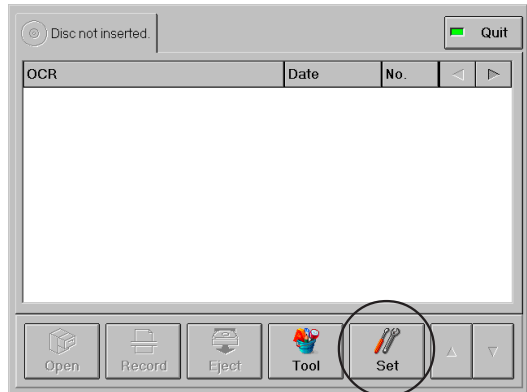 Disc not inserted.
Quit
OCR Date No.
Open Record Eject Tool Set